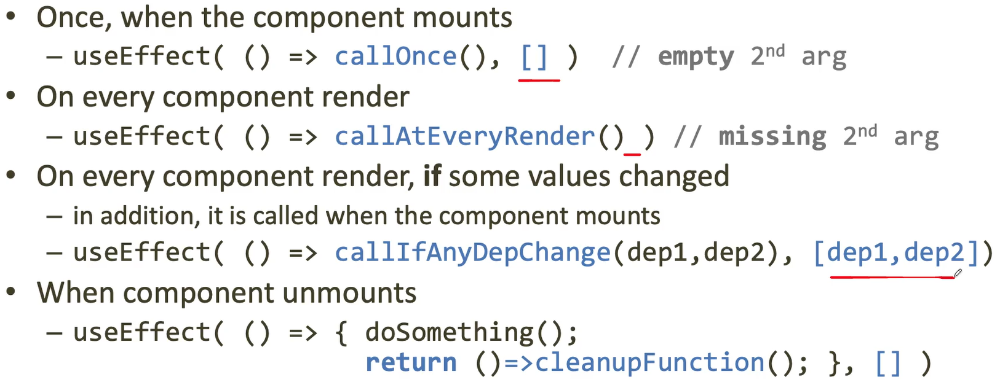 • Once, when the component mounts
– useEffect( () => callOnce(), [] ) // empty 2nd arg
• On every component render
– useEffect( () => callAtEveryRender() ) // missing 2nd arg
• On every component render, if some values changed
– in addition, it is called when the component mounts
– useEffect( () => callIfAnyDepChange(dep1,dep2), [dep1,dep2])
• When component unmounts
– useEffect( () => { doSomething();
return ()=>cleanupFunction(); }, [] )